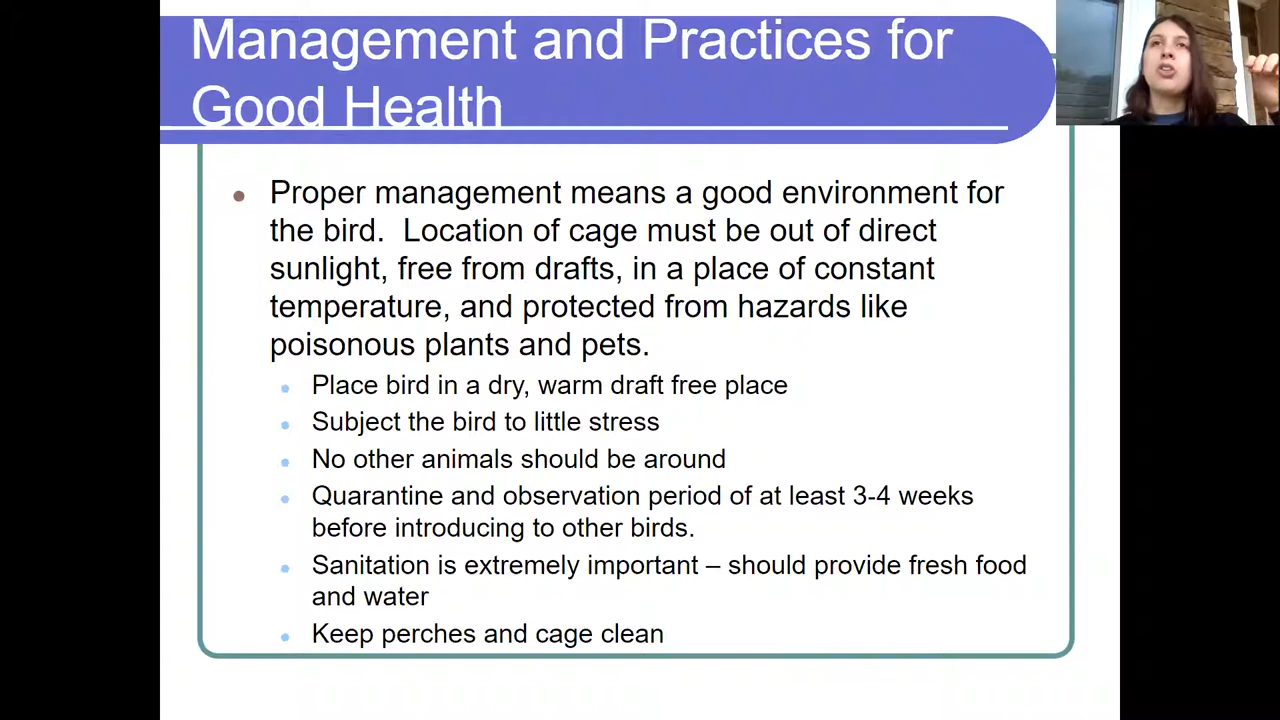 Management and Practices for
Good Health
Proper management means a good environment for
the bird.  Location of cage must be out of direct
sunlight, free from drafts, in a place of constant
temperature, and protected from hazards like
poisonous plants and pets.
Place bird in a dry, warm draft free place
Subject the bird to little stress
No other animals should be around
Quarantine and observation period of at least 3-4 weeks
before introducing to other birds.
Sanitation is extremely important – should provide fresh food
and water
Keep perches and cage clean